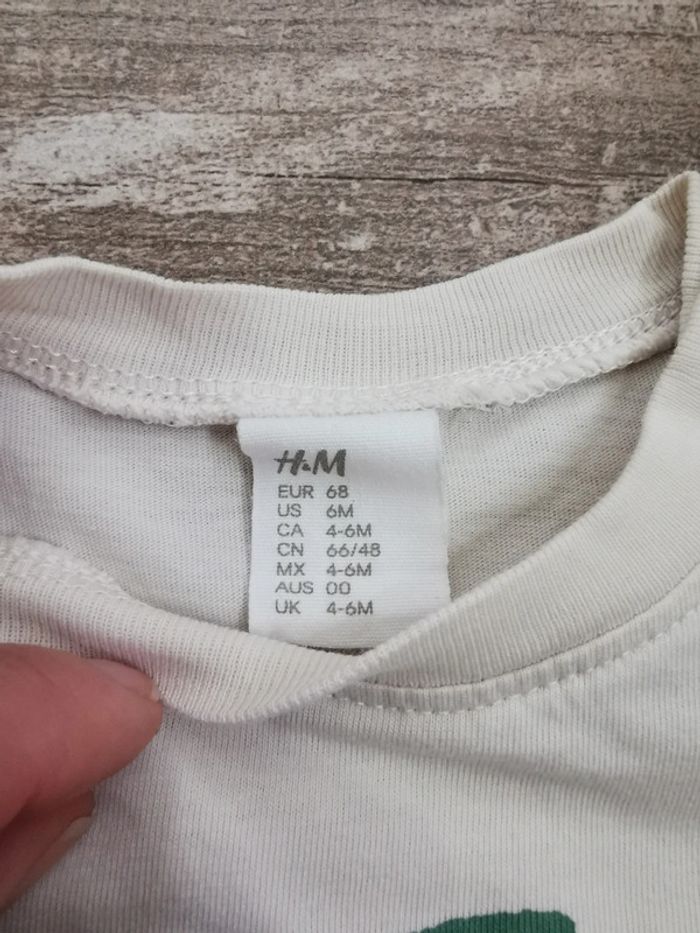 H&M
EUR 68
US 6M
CA 4-6M
CN 66/48
MX 4-6M
AUS 00
UK 4-6M